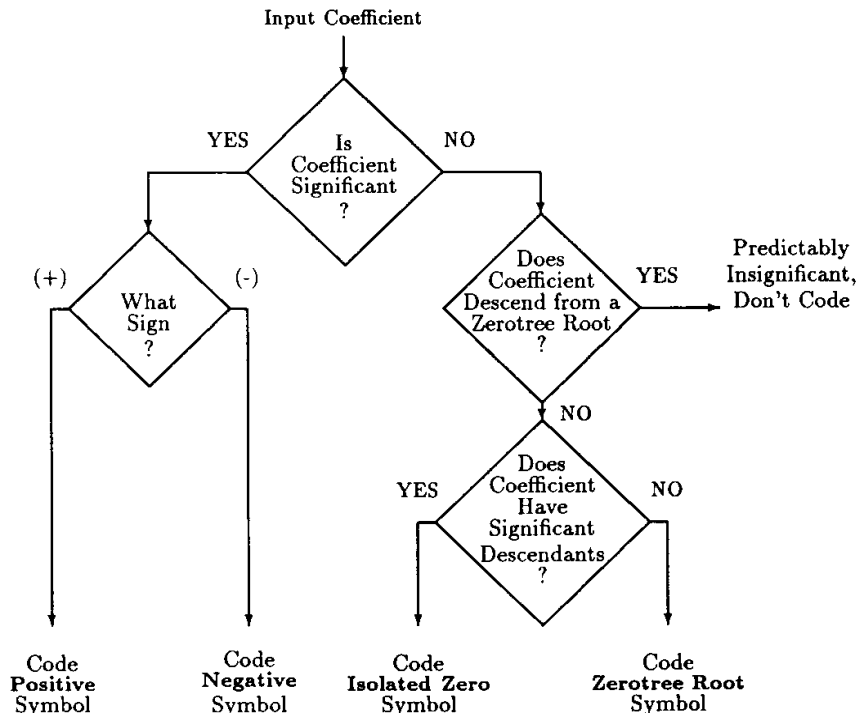 Input Coefficient
YES
NO
Is
Coefficient
Significant
?
(+)
(-)
What
Sign
?
Does
Coefficient
Descend from a
Zerotree Root
?
YES
Predictably
Insignificant,
Don't Code
NO
YES
NO
Does
Coefficient
Have
Significant
Descendants
?
Code
Positive
Symbol
Code
Negative
Symbol
Code
Isolated Zero
Symbol
Code
Zerotree Root
Symbol